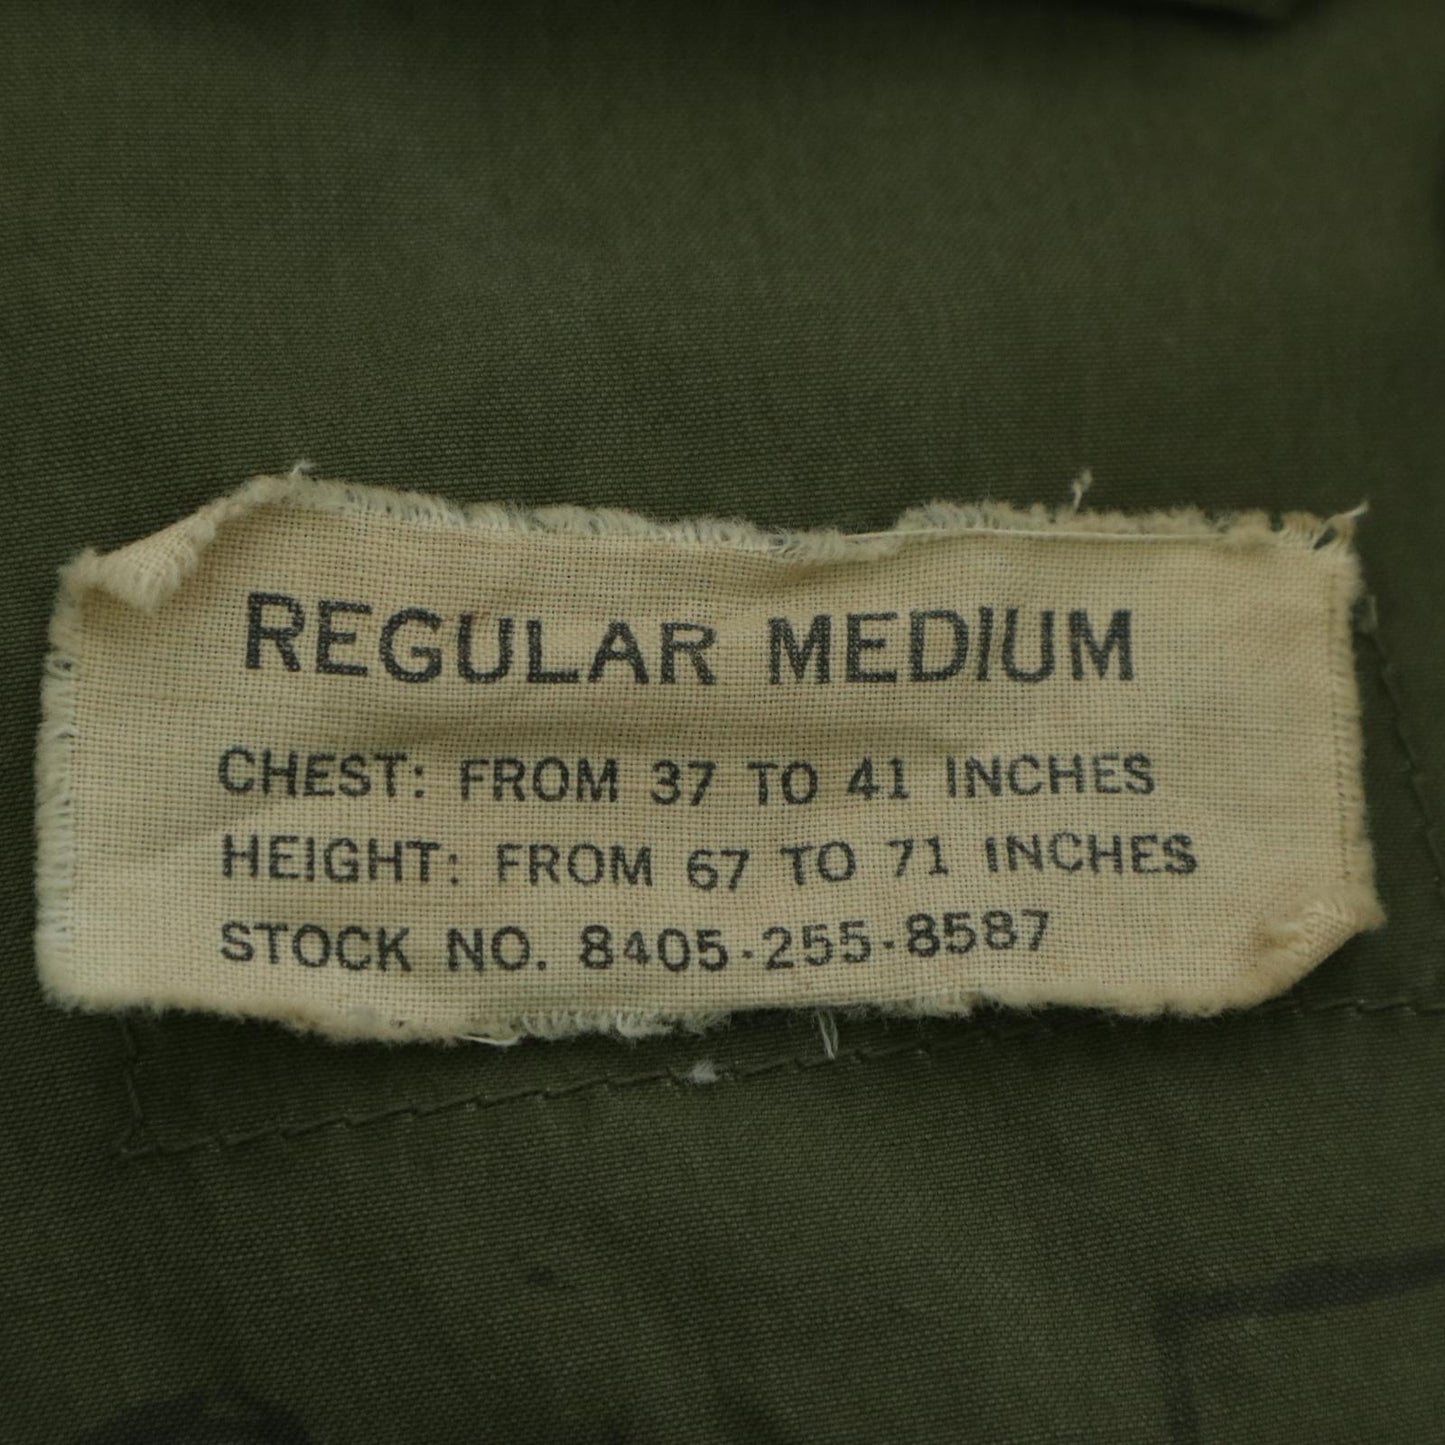 REGULAR MEDIUM
CHEST: FROM 37 TO 41 INCHES
HEIGHT: FROM 67 TO 71 INCHES
STOCK NO. 8405-255-8587